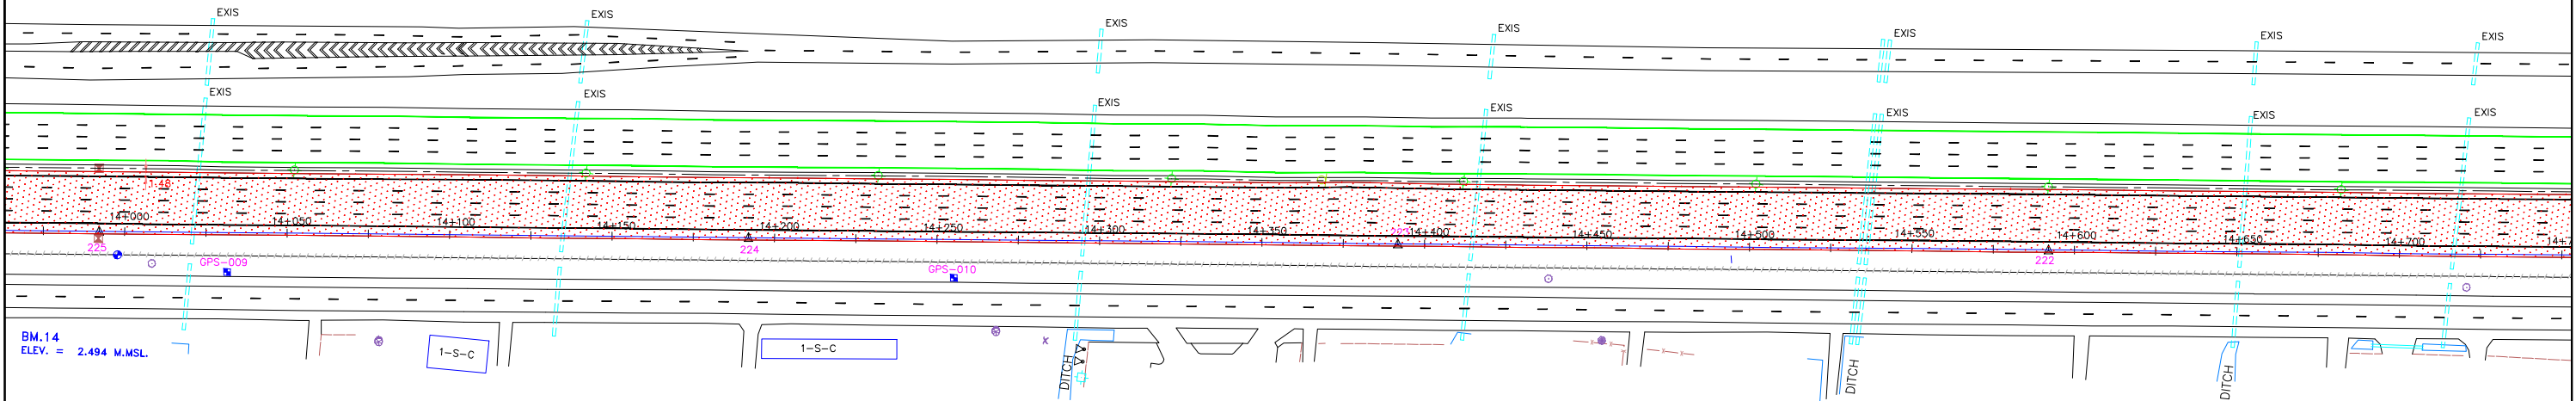 EXIS
EXIS
EXIS
EXIS
EXIS
EXIS
EXIS
EXIS
EXIS
EXIS
EXIS
EXIS
EXIS
EXIS
1.48
14+000
14+050
14+100
14+150
14+200
14+250
14+300
14+350
14+400
14+450
14+500
14+550
14+600
14+650
14+700
225
224
222
GPS-009
GPS-010
BM.14
ELEV. = 2.494 M.MSL.
1-S-C
1-S-C
x
DITCH
DITCH
DITCH